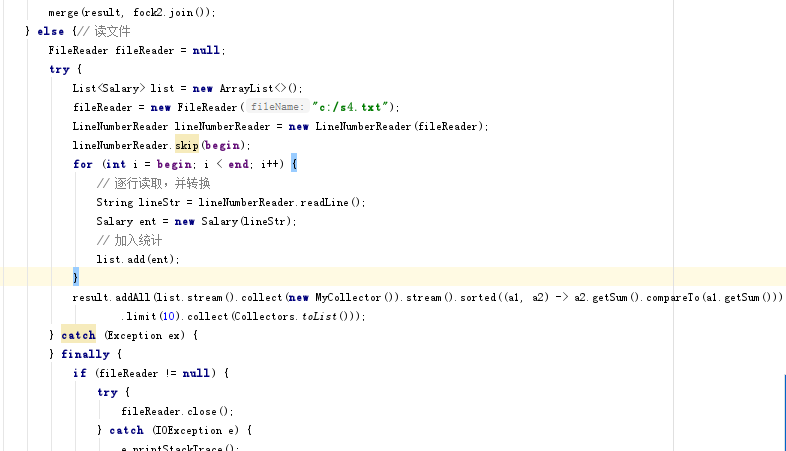 merge(result, fock2.join());
} else {// 读文件
FileReader fileReader = null;
try {
List<Salary> list = new ArrayList<>();
fileReader = new FileReader( fileName: "c:/s4.txt");
LineNumberReader lineNumberReader = new LineNumberReader(fileReader);
lineNumberReader.skip(begin);
for (int i = begin; i < end; i++) {
// 逐行读取，并转换
String lineStr = lineNumberReader.readLine();
Salary ent = new Salary(lineStr);
// 加入统计
list.add(ent);
}
result.addAll(list.stream().collect(new MyCollector()).stream().sorted((a1, a2) -> a2.getSum().compareTo(a1.getSum()))
.limit(10).collect(Collectors.toList()));
} catch (Exception ex) {
} finally {
if (fileReader != null) {
try {
fileReader.close();
} catch (IOException e) {
e.printStackTrace();